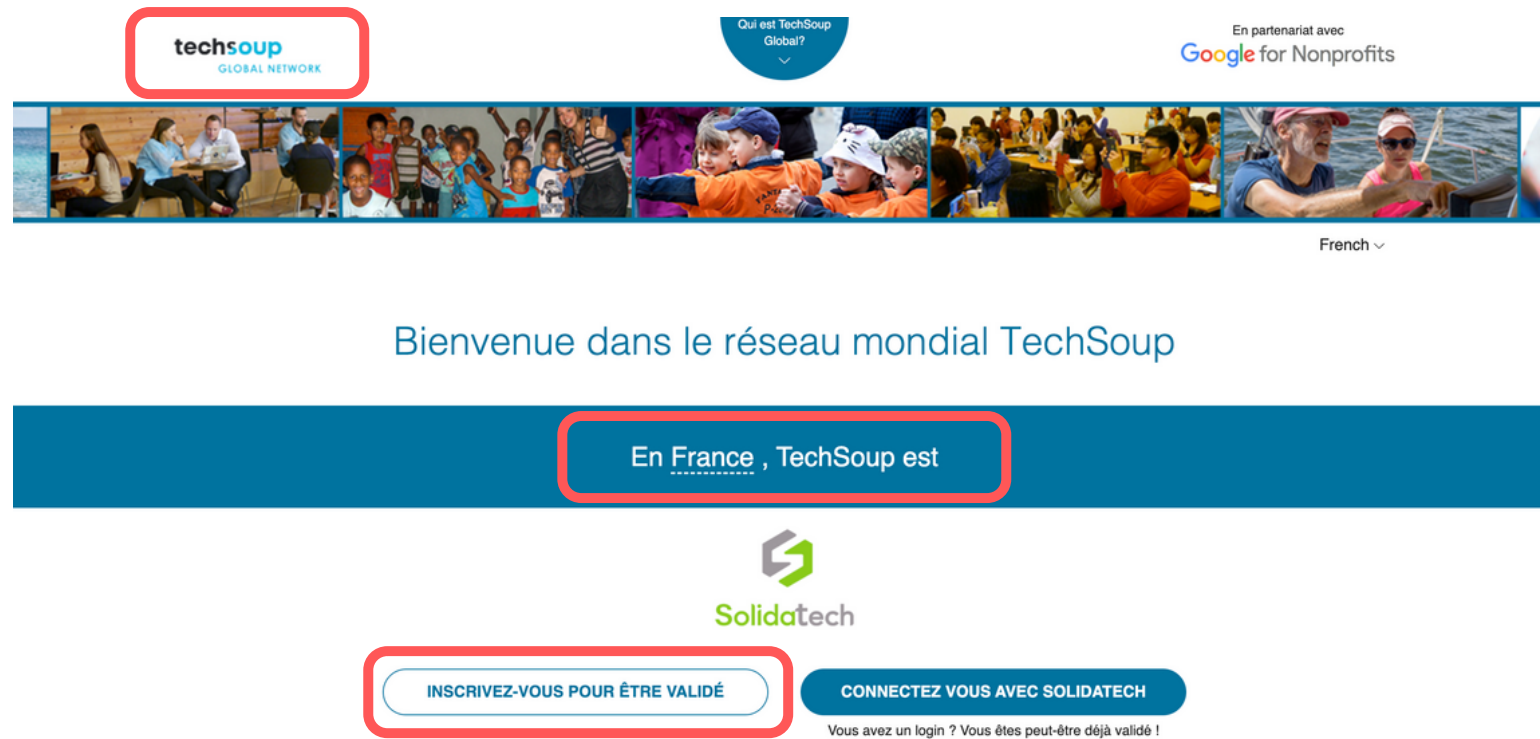 techsoup
GLOBAL NETWORK
Qui est TechSoup
Global?
En partenariat avec
Google for Nonprofits
French
Bienvenue dans le réseau mondial TechSoup
En France , TechSoup est
Solidatech
INSCRIVEZ-VOUS POUR ÊTRE VALIDÉ
CONNECTEZ VOUS AVEC SOLIDATECH
Vous avez un login ? Vous êtes peut-être déjà validé !